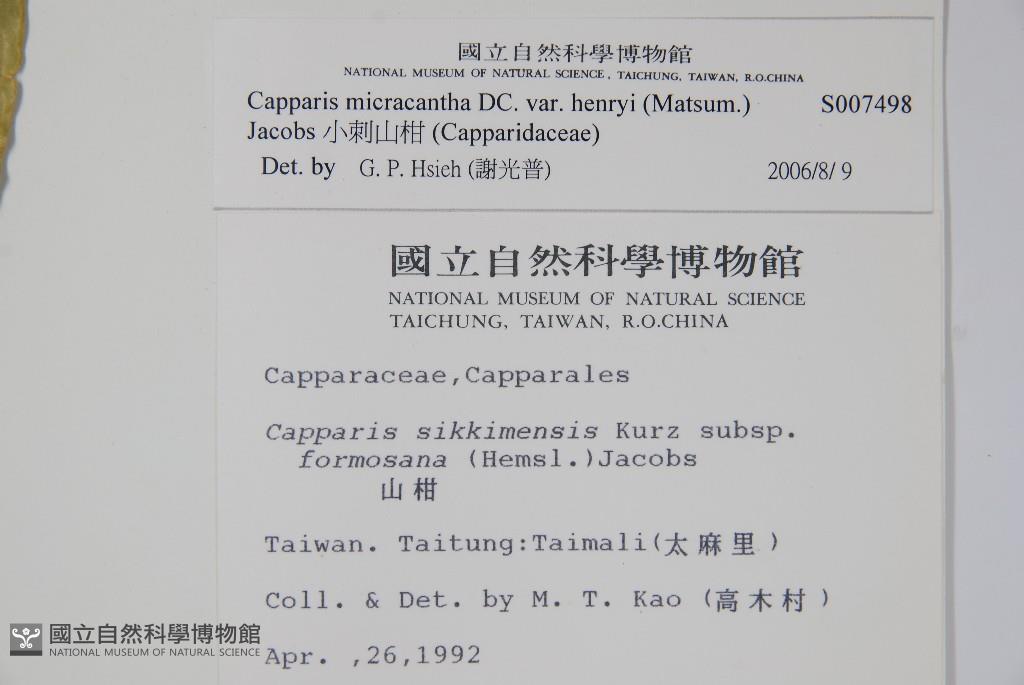 國立自然科學博物館
NATIONAL MUSEUM OF NATURAL SCIENCE, TAICHUNG, TAIWAN, R.O.CHINA
Capparis micracantha DC. var. henryi (Matsum.) S007498
Jacobs 小刺山柑 (Capparidaceae)
Det. by G. P. Hsieh (謝光普) 2006/8/ 9
國立自然科學博物館
NATIONAL MUSEUM OF NATURAL SCIENCE
TAICHUNG, TAIWAN, R.O.CHINA
Capparaceae,Capparales
Capparis sikkimensis Kurz subsp.
formosana (Hemsl.)Jacobs
山柑
Taiwan. Taitung:Taimali(太麻里)
Coll. & Det. by M. T. Kao (高木村)
Apr. ,26,1992
國立自然科學博物館
NATIONAL MUSEUM OF NATURAL SCIENCE